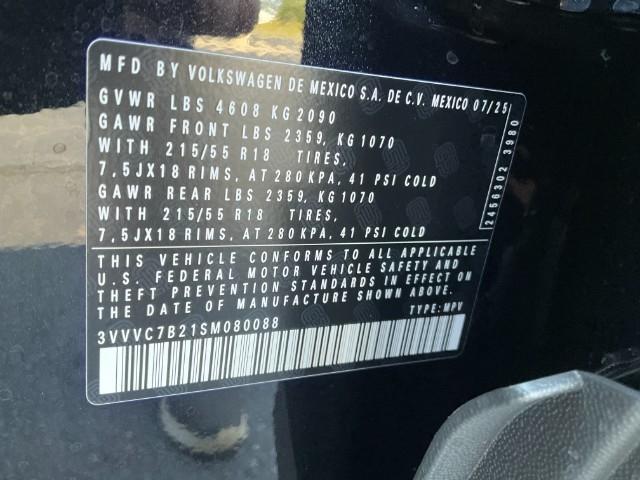 MFD BY VOLKSWAGEN DE MEXICO S.A. DE C.V. MEXICO 07/25
GVWR LBS 4608 KG 2090
GAWR FRONT LBS 2359, KG 1070
WITH 215/55 R18 TIRES,
7,5JX18 RIMS, AT 280 KPA, 41 PSI COLD
GAWR REAR LBS 2359, KG 1070
WITH 215/55 R18 TIRES,
7,5JX18 RIMS, AT 280 KPA, 41 PSI COLD
THIS VEHICLE CONFORMS TO ALL APPLICABLE
U.S. FEDERAL MOTOR VEHICLE SAFETY AND
THEFT PREVENTION STANDARDS IN EFFECT ON
THE DATE OF MANUFACTURE SHOWN ABOVE.
TYPE: MPV
3VVVC7B21SM080088
2456302 3980